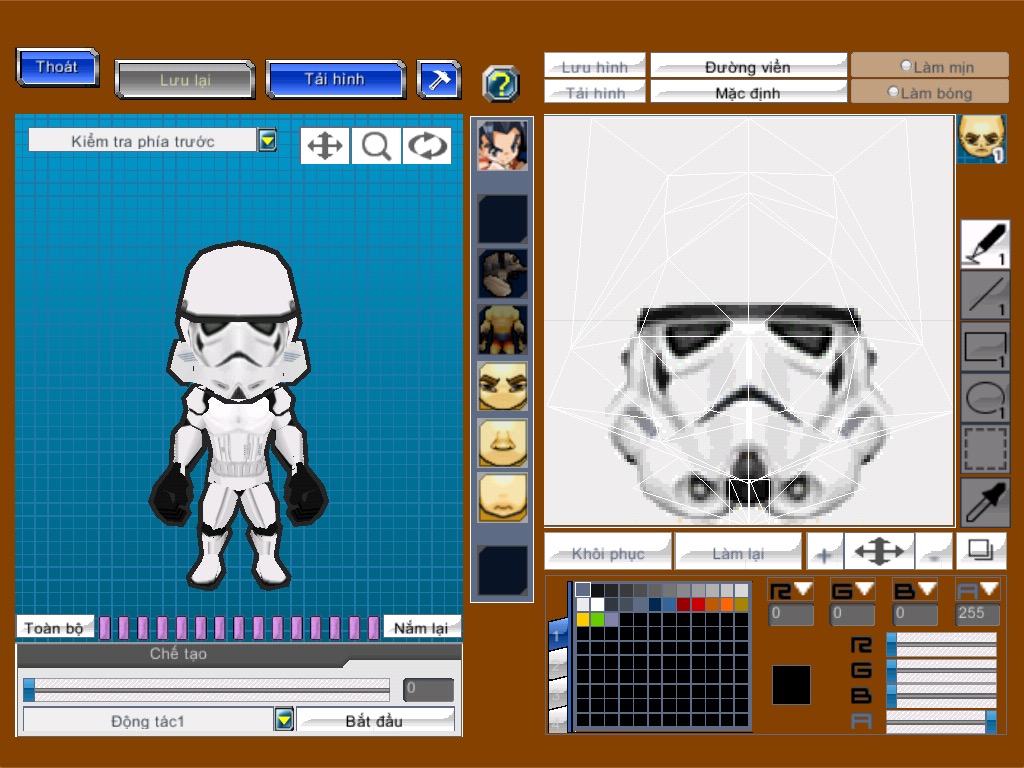 Thoát
Lưu lại
Tải hình
?
Lưu hình
Đường viền
Làm mịn
Tải hình
Mặc định
Làm bóng
Kiểm tra phía trước
1
1
1
1
1
Khôi phục
Làm lại
+
-
R
G
B
A
0
0
0
255
1
R
G
B
A
Toàn bộ
Nắm lại
Chế tạo
0
Động tác1
Bắt đầu